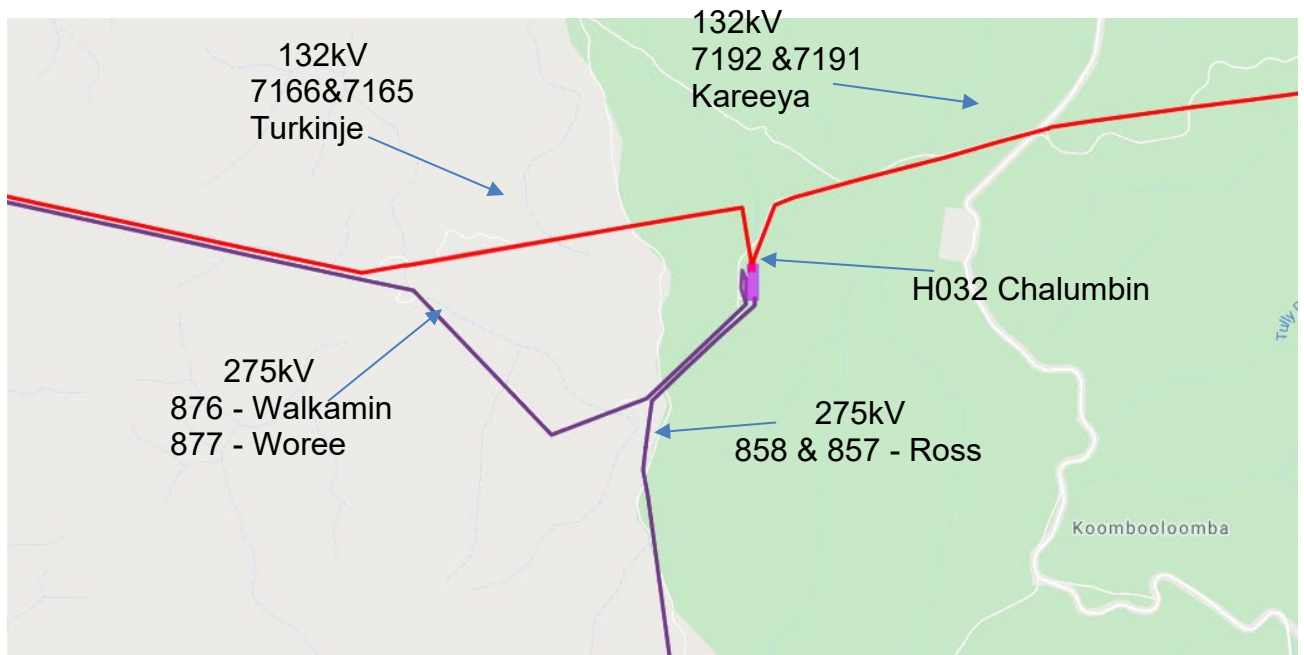 132kV
7166&7165
Turkinje
132kV
7192 &7191
Kareeya
H032 Chalumbin
275kV
876 - Walkamin
877 - Woree
275kV
858 & 857 - Ross
Koombooloomba
Tully